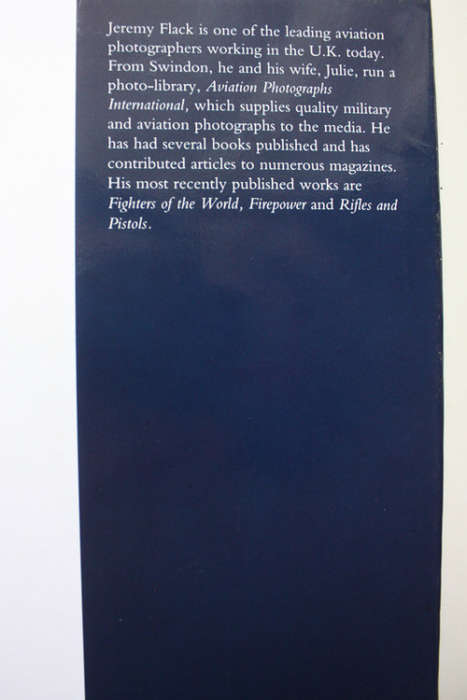 Jeremy Flack is one of the leading aviation
photographers working in the U.K. today.
From Swindon, he and his wife, Julie, run a
photo-library, Aviation Photographs
International, which supplies quality military
and aviation photographs to the media. He
has had several books published and has
contributed articles to numerous magazines.
His most recently published works are
Fighters of the World, Firepower and Rifles and
Pistols.